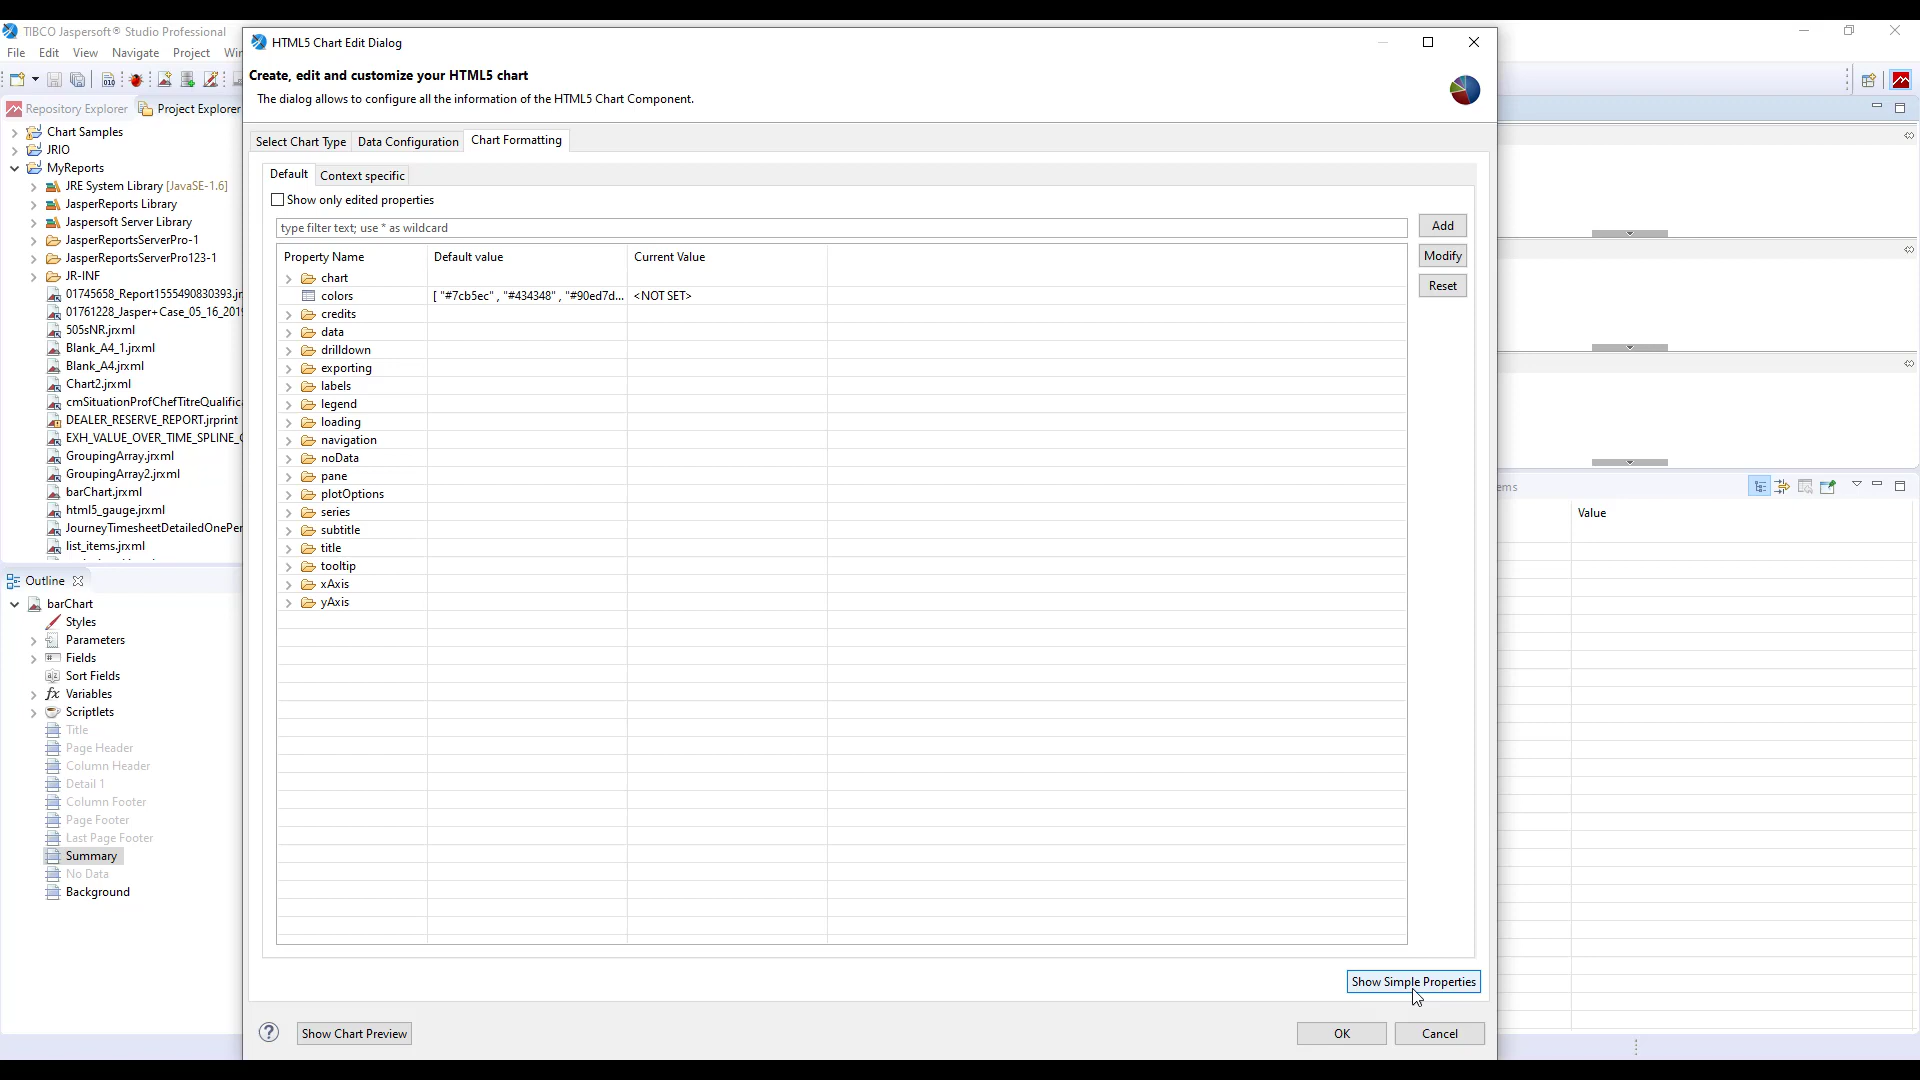 TIBCO Jaspersoft® Studio Professional
File Edit View Navigate Project
Repository Explorer Project Explorer
Chart Samples
JRIO
MyReports
JRE System Library [JavaSE-1.6]
JasperReports Library
Jaspersoft Server Library
JasperReportsServerPro-1
JasperReportsServerPro123-1
JR-INF
01745658_Report1555490830393.jr
01761228_Jasper+Case_05_16_201
505sNR.jrxml
Blank_A4_1.jrxml
Blank_A4.jrxml
Chart2.jrxml
cmSituationProfChefTitreQualific
DEALER_RESERVE_REPORT.jrprint
EXH_VALUE_OVER_TIME_SPLINE_
GroupingArray.jrxml
GroupingArray2.jrxml
barChart.jrxml
html5_gauge.jrxml
JourneyTimesheetDetailedOnePer
list_items.jrxml
Outline
barChart
Styles
Parameters
Fields
Sort Fields
Variables
Scriptlets
Title
Page Header
Column Header
Detail 1
Column Footer
Page Footer
Last Page Footer
Summary
No Data
Background
HTML5 Chart Edit Dialog
Create, edit and customize your HTML5 chart
The dialog allows to configure all the information of the HTML5 Chart Component.
Select Chart Type Data Configuration Chart Formatting
Default Context specific
Show only edited properties
type filter text; use * as wildcard
Add
Modify
Reset
Property Name Default value Current Value
chart
colors [ "#7cb5ec" , "#434348" , "#90ed7d... <NOT SET>
credits
data
drilldown
exporting
labels
legend
loading
navigation
noData
pane
plotOptions
series
subtitle
title
tooltip
xAxis
yAxis
Show Simple Properties
Show Chart Preview OK Cancel
ems
Value